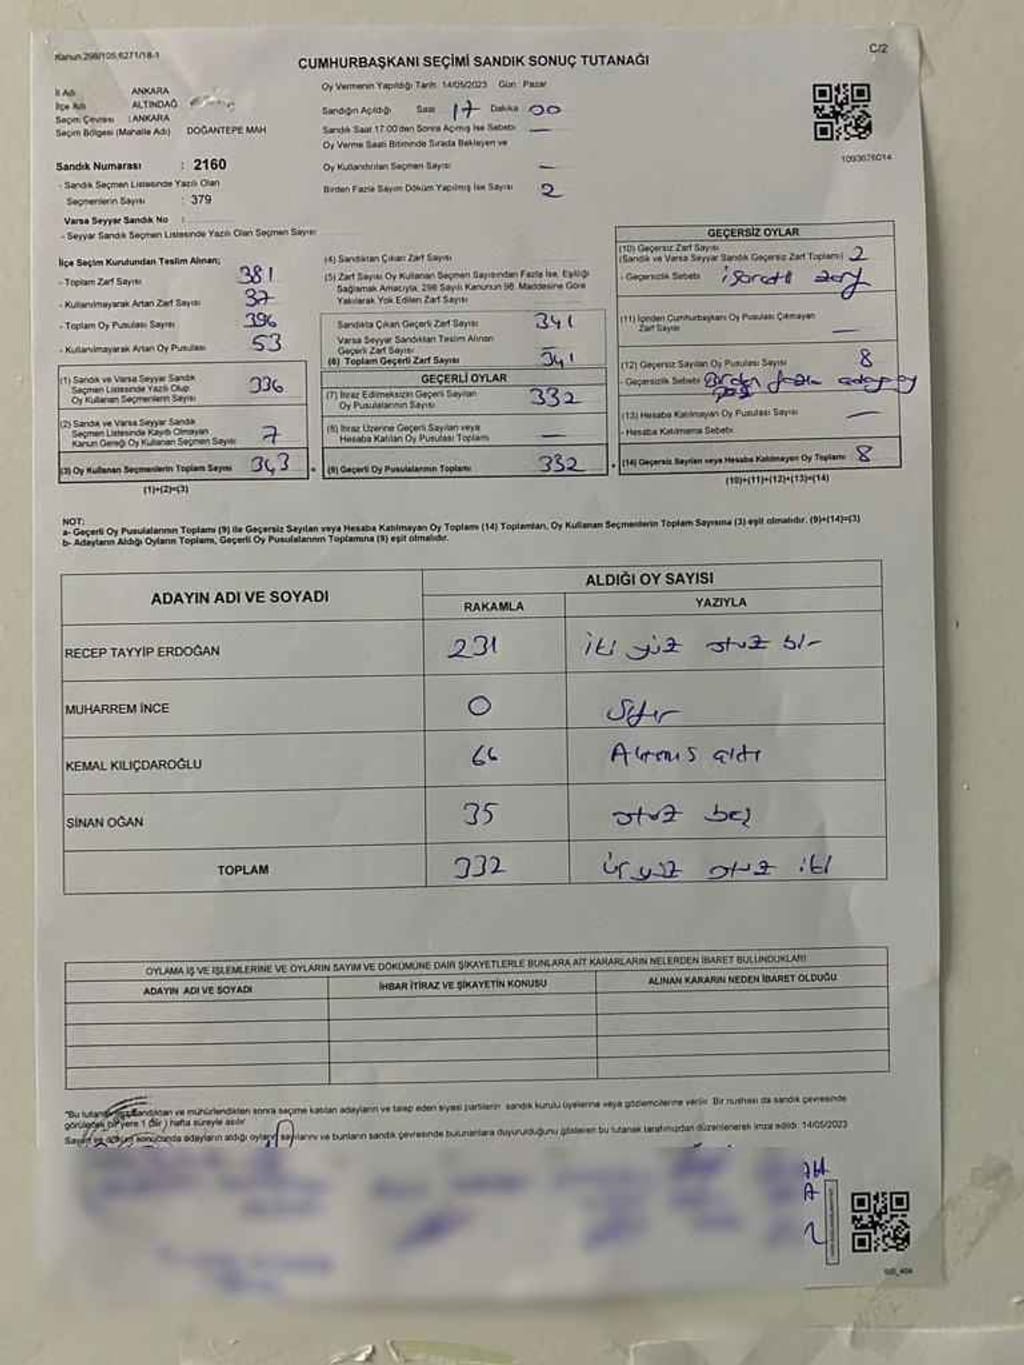 Kanun:298/105,6271/18-1
C/2
CUMHURBAŞKANI SEÇİMİ SANDIK SONUÇ TUTANAĞI
İl Adı ANKARA
İlçe Adı ALTINDAĞ
Seçim Çevresi : ANKARA
Seçim Bölgesi (Mahalle Adı) DOĞANTEPE MAH
Sandık Numarası : 2160
- Sandık Seçmen Listesinde Yazılı Olan
Seçmenlerin Sayısı : 379
Varsa Seyyar Sandık No :
- Seyyar Sandık Seçmen Listesinde Yazılı Olan Seçmen Sayısı
Oy Vermenin Yapıldığı Tarih: 14/05/2023 Gün: Pazar
Sandığın Açıldığı Saat 17 Dakika 00
Sandık Saat 17:00'den Sonra Açılmış İse Sebebi —
Oy Verme Saati Bitiminde Sırada Bekleyen ve
Oy Kullandırılan Seçmen Sayısı —
Birden Fazla Sayım Döküm Yapılmış İse Sayısı 2
1093676014
İlçe Seçim Kurulundan Teslim Alınan;
- Toplam Zarf Sayısı 381
- Kullanılmayarak Artan Zarf Sayısı 37
- Toplam Oy Pusulası Sayısı 396
- Kullanılmayarak Artan Oy Pusulası 53
(1) Sandık ve Varsa Seyyar Sandık
Seçmen Listesinde Yazılı Olup
Oy Kullanan Seçmenlerin Sayısı 336
(2) Sandık ve Varsa Seyyar Sandık
Seçmen Listesinde Kayıtlı Olmayan
Kanun Gereği Oy Kullanan Seçmen Sayısı 7
(3) Oy Kullanan Seçmenlerin Toplam Sayısı 343
(1)+(2)=(3)
(4) Sandıktan Çıkan Zarf Sayısı
(5) Zarf Sayısı Oy Kullanan Seçmen Sayısından Fazla İse, Eşitliği
Sağlamak Amacıyla, 298 Sayılı Kanunun 98. Maddesine Göre
Yakılarak Yok Edilen Zarf Sayısı —
Sandıkta Çıkan Geçerli Zarf Sayısı 341
Varsa Seyyar Sandıktan Teslim Alınan
Geçerli Zarf Sayısı —
(6) Toplam Geçerli Zarf Sayısı 341
GEÇERLİ OYLAR
(7) İtiraz Edilmeksizin Geçerli Sayılan
Oy Pusulalarının Sayısı 332
(8) İtiraz Üzerine Geçerli Sayılan veya
Hesaba Katılan Oy Pusulası Toplamı —
(9) Geçerli Oy Pusulalarının Toplamı 332
GEÇERSİZ OYLAR
(10) Geçersiz Zarf Sayısı
(Sandık ve Varsa Seyyar Sandık Geçersiz Zarf Toplamı) 2
- Geçersizlik Sebebi işaretli zarf
(11) İçinden Cumhurbaşkanı Oy Pusulası Çıkmayan
Zarf Sayısı —
(12) Geçersiz Sayılan Oy Pusulası Sayısı 8
- Geçersizlik Sebebi Birden fazla adaya oy
(13) Hesaba Katılmayan Oy Pusulası Sayısı —
- Hesaba Katılmama Sebebi
(14) Geçersiz Sayılan veya Hesaba Katılmayan Oy Toplamı 8
(10)+(11)+(12)+(13)=(14)
NOT:
a- Geçerli Oy Pusulalarının Toplamı (9) ile Geçersiz Sayılan veya Hesaba Katılmayan Oy Toplamı (14) Toplamları, Oy Kullanan Seçmenlerin Toplam Sayısına (3) eşit olmalıdır. (9)+(14)=(3)
b- Adayların Aldığı Oyların Toplamı, Geçerli Oy Pusulalarının Toplamına (9) eşit olmalıdır.
ADAYIN ADI VE SOYADI
ALDIĞI OY SAYISI
RAKAMLA YAZIYLA
RECEP TAYYİP ERDOĞAN 231 iki yüz otuz bir
MUHARREM İNCE 0 Sıfır
KEMAL KILIÇDAROĞLU 66 Altmış altı
SİNAN OĞAN 35 otuz beş
TOPLAM 332 üç yüz otuz iki
OYLAMA İŞ VE İŞLEMLERİNE VE OYLARIN SAYIM VE DÖKÜMÜNE DAİR ŞİKAYETLERLE BUNLARA AİT KARARLARIN NELERDEN İBARET BULUNDUKLARI
ADAYIN ADI VE SOYADI İHBAR İTİRAZ VE ŞİKAYETİN KONUSU ALINAN KARARIN NEDEN İBARET OLDUĞU
"Bu tutanak imzalandıktan ve mühürlendikten sonra seçime katılan adayların ve talep eden siyasi partilerin sandık kurulu üyelerine veya gözlemcilerine verilir. Bir nüshası da sandık çevresinde
görülecek bir yere 1 (bir) hafta süreyle asılır
Sayım ve döküm sonucunda adayların aldığı oyların sayılarını ve bunların sandık çevresinde bulunanlara duyurulduğunu gösteren bu tutanak tarafımızdan düzenlenerek imza edildi. 14/05/2023